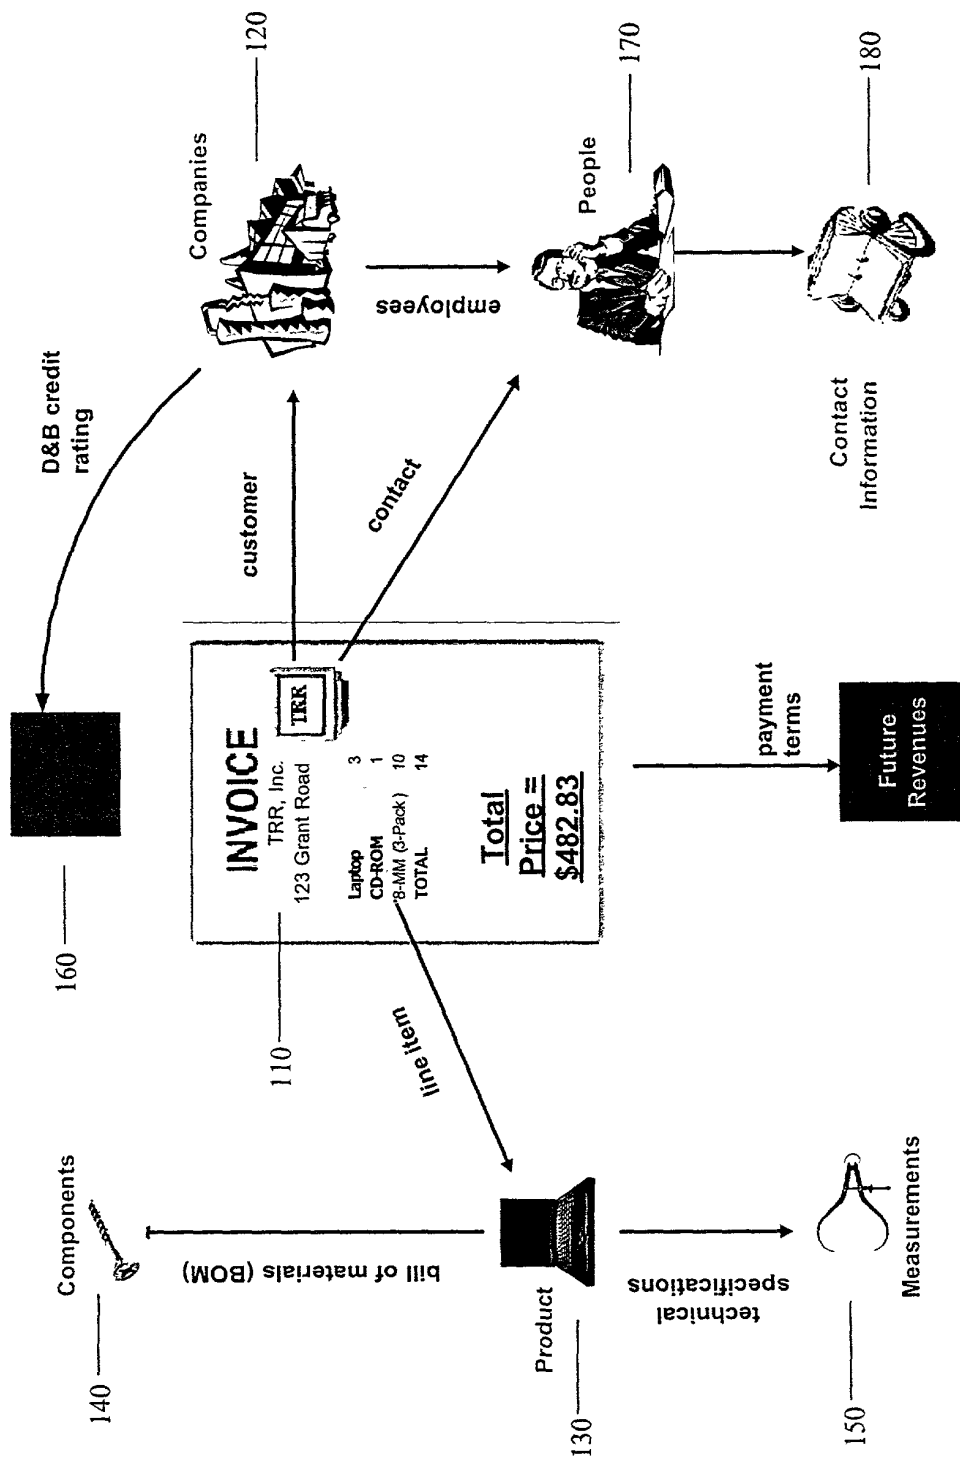 160
D&B credit
rating
Companies
120
140
Components
110
INVOICE
TRR, Inc.
123 Grant Road
TRR
Laptop 3
CD-ROM 1
8-MM (3-Pack) 10
TOTAL 14
Total
Price =
$482.83
customer
contact
employees
People
170
bill of materials (BOM)
line item
Product
130
technical
specifications
payment
terms
Future
Revenues
Contact
Information
180
Measurements
150